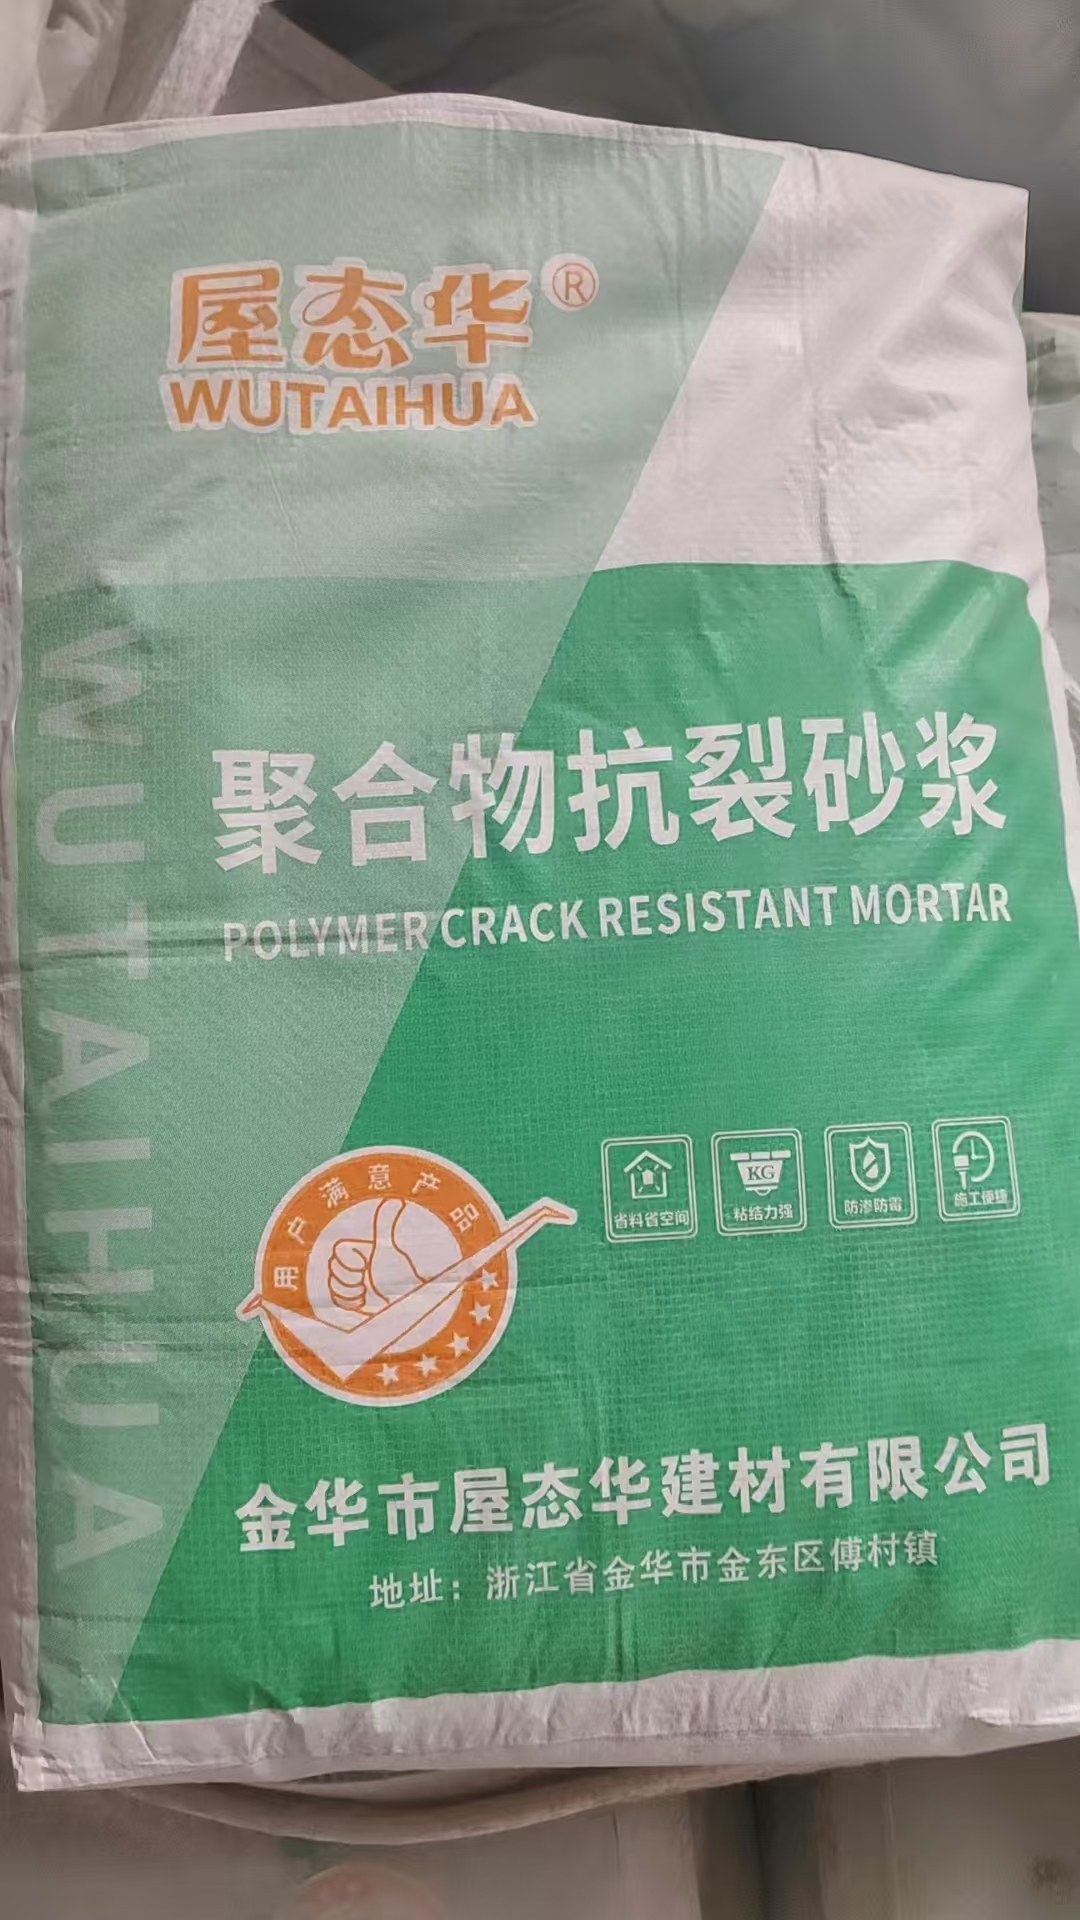 屋态华®
WUTAIHUA
WUTAIHUA
聚合物抗裂砂浆
POLYMER CRACK RESISTANT MORTAR
用户满意产品
KG
省料省空间
粘结力强
防渗防霉
施工便捷
金华市屋态华建材有限公司
地址：浙江省金华市金东区傅村镇